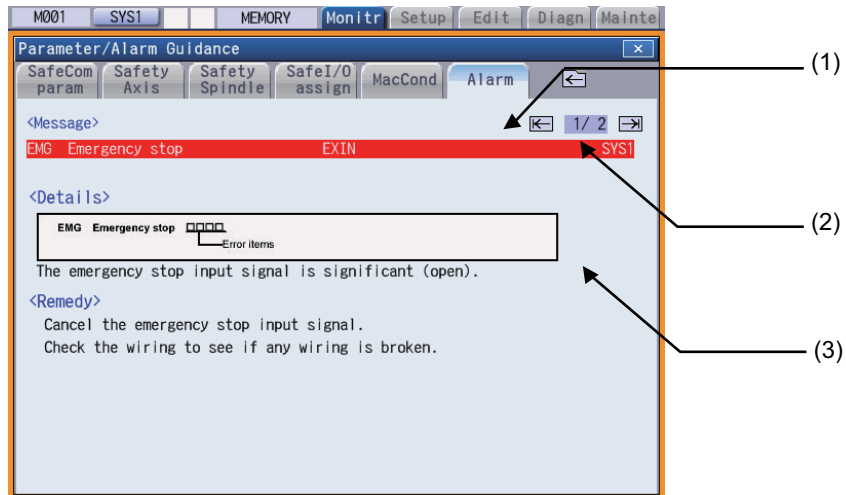 M001 SYS1 MEMORY Monitr Setup Edit Diagn Mainte
Parameter/Alarm Guidance
SafeCom param Safety Axis Safety Spindle SafeI/O assign MacCond Alarm
(1)
<Message> 1/ 2
EMG Emergency stop EXIN SYS1
(2)
<Details>
EMG Emergency stop □□□□
Error items
The emergency stop input signal is significant (open).
<Remedy>
Cancel the emergency stop input signal.
Check the wiring to see if any wiring is broken.
(3)